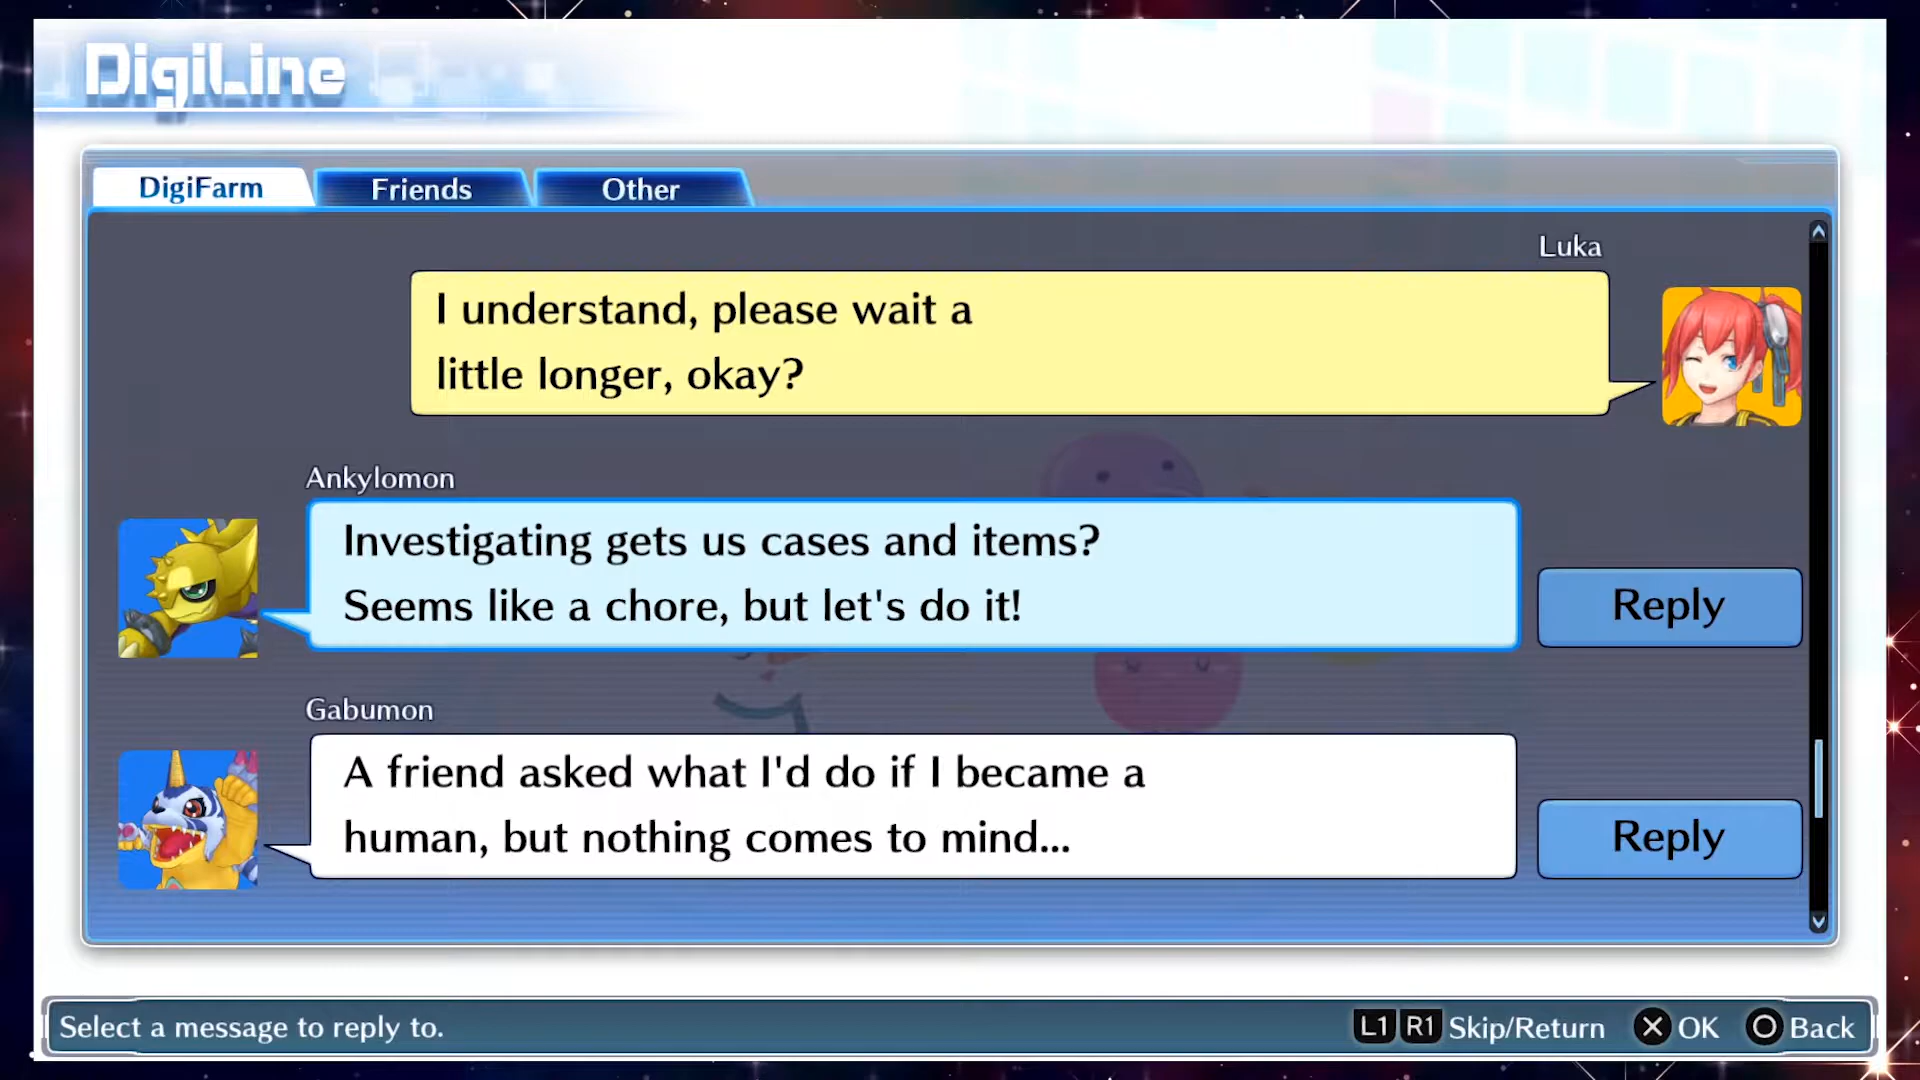 DigiLine
DigiFarm
Friends
Other
Luka
I understand, please wait a
little longer, okay?
Ankylomon
Investigating gets us cases and items?
Seems like a chore, but let's do it!
Reply
Gabumon
A friend asked what I'd do if I became a
human, but nothing comes to mind...
Reply
Select a message to reply to.
L1 R1 Skip/Return OK Back